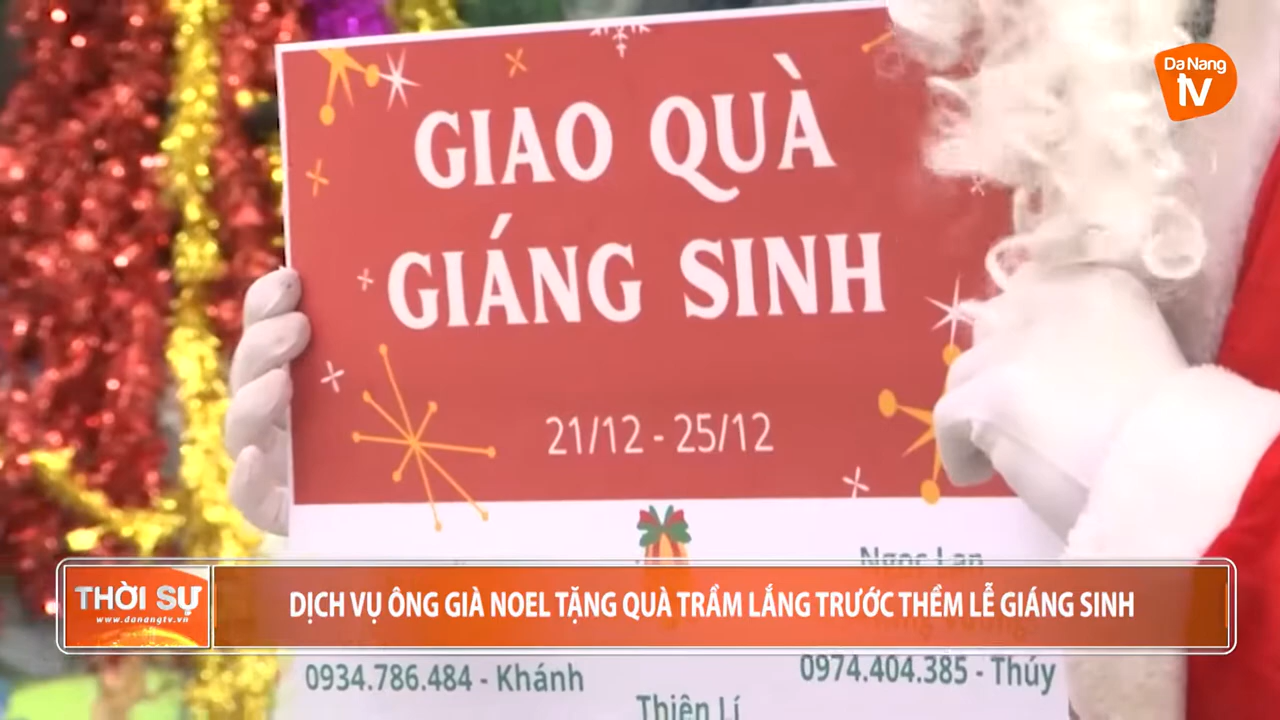 Da Nang
tv
GIAO QUÀ
GIÁNG SINH
21/12 - 25/12
Ngọc Lan
THỜI SỰ
www.danangtv.vn
DỊCH VỤ ÔNG GIÀ NOEL TẶNG QUÀ TRẦM LẮNG TRƯỚC THỀM LỄ GIÁNG SINH
0934.786.484 - Khánh
0974.404.385 - Thúy
Thiên Lí